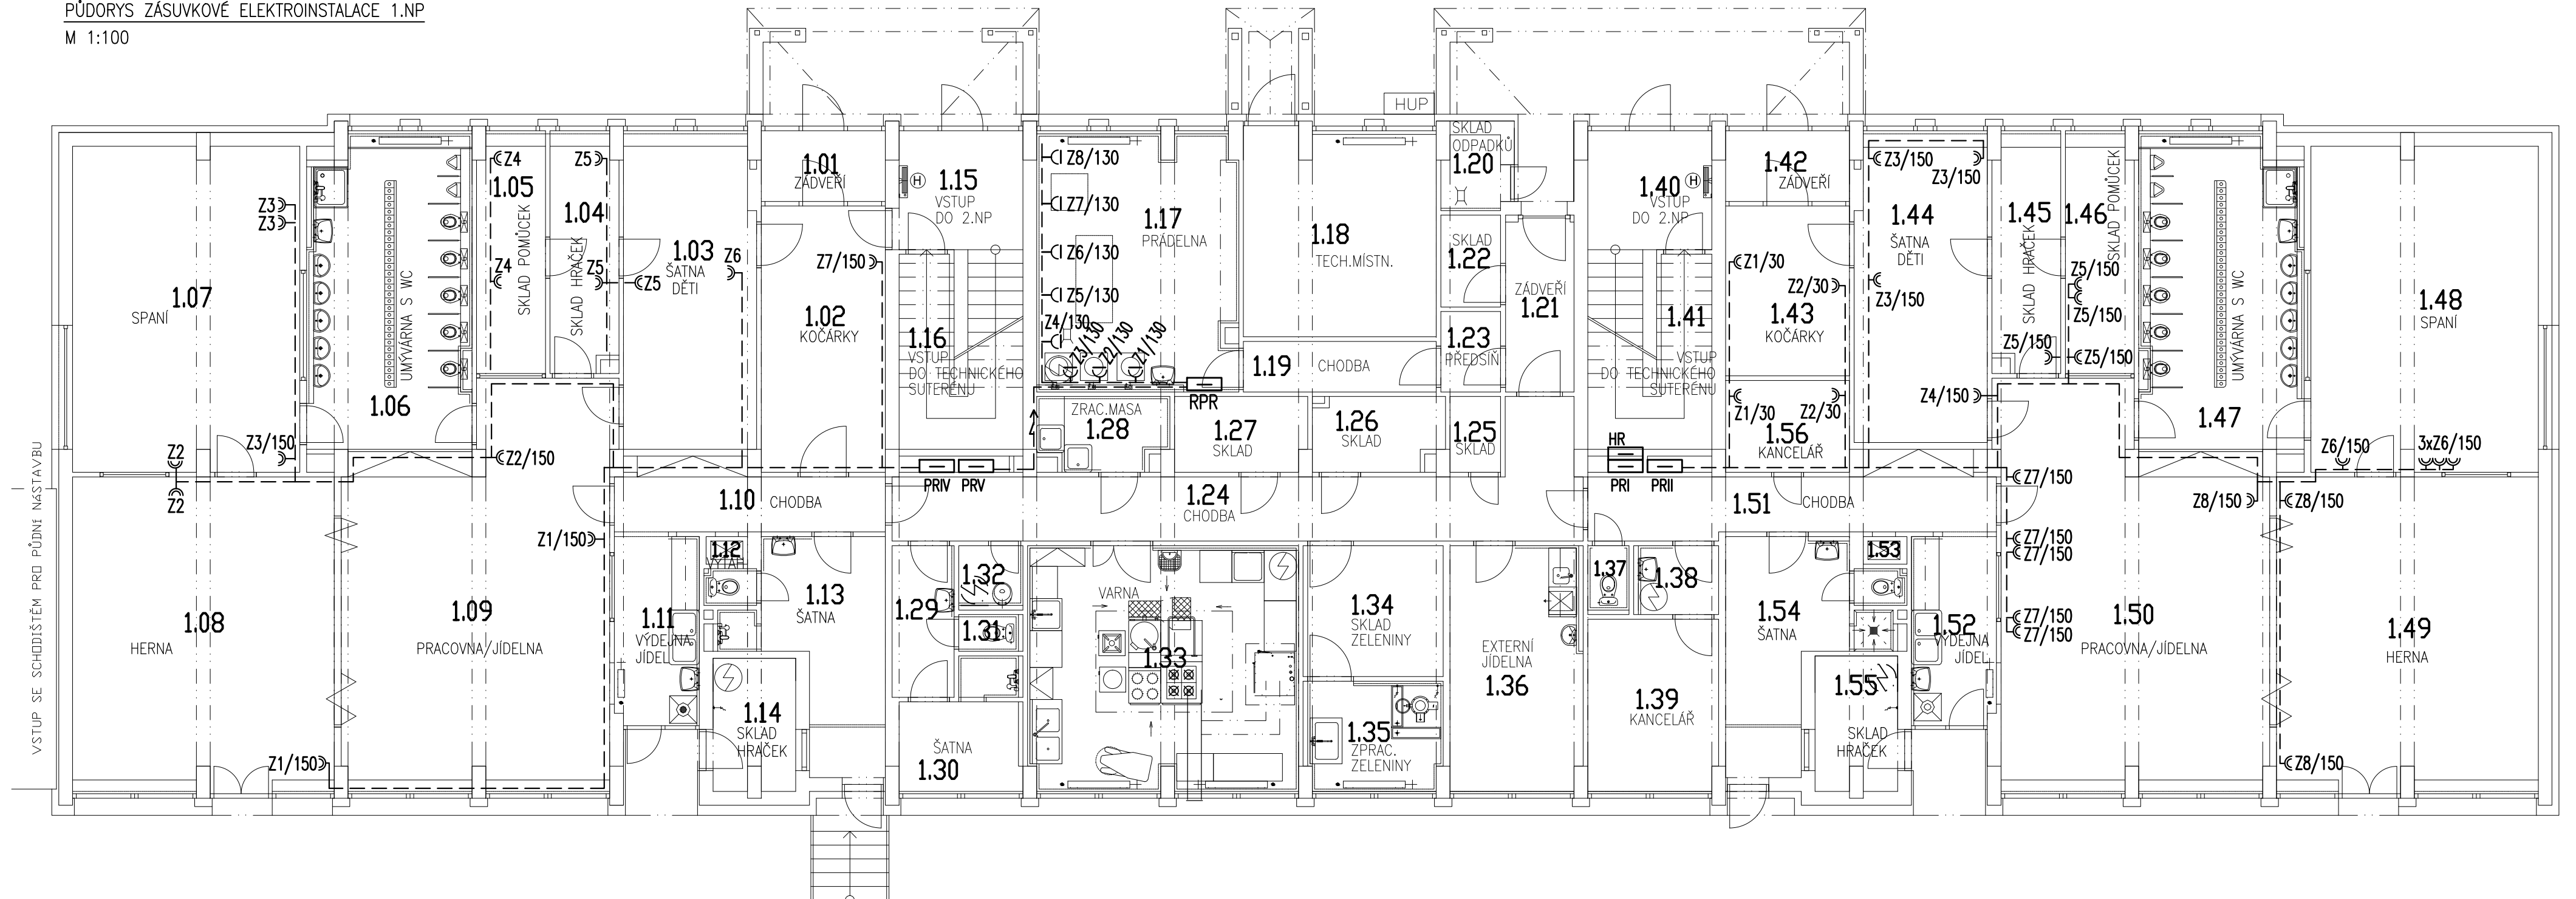 PŮDORYS ZÁSUVKOVÉ ELEKTROINSTALACE 1.NP
M 1:100
HUP
VSTUP SE SCHODIŠTĚM PRO PŮDNÍ NÁSTAVBU
1.07
SPANÍ
Z3
Z3
Z3/150
Z2
Z2
1.06
UMÝVÁRNA S WC
Z4
1.05
SKLAD POMŮCEK
Z4
Z5
1.04
SKLAD HRAČEK
Z5
Z5
1.03
ŠATNA
DĚTI
Z6
1.01
ZÁDVEŘÍ
1.02
KOČÁRKY
Z7/150
1.15
VSTUP
DO 2.NP
H
1.16
VSTUP
DO TECHNICKÉHO
SUTERÉNU
Z8/130
Z7/130
Z6/130
Z5/130
Z4/130
Z3/130
Z2/130
Z1/130
1.17
PRÁDELNA
RPR
1.18
TECH.MÍSTN.
1.19
CHODBA
SKLAD
ODPADKŮ
1.20
SKLAD
1.22
1.23
PŘEDSÍŇ
ZÁDVEŘÍ
1.21
1.40
VSTUP
DO 2.NP
H
1.41
VSTUP
DO TECHNICKÉHO
SUTERÉNU
1.42
ZÁDVEŘÍ
Z1/30
Z2/30
1.43
KOČÁRKY
Z1/30
Z2/30
1.56
KANCELÁŘ
Z3/150
Z3/150
1.44
ŠATNA
DĚTI
Z3/150
Z4/150
1.45
SKLAD HRAČEK
Z5/150
1.46
SKLAD POMŮCEK
Z5/150
Z5/150
Z5/150
UMÝVÁRNA S WC
1.47
1.48
SPANÍ
Z6/150
3xZ6/150
ZRAC.MASA
1.28
1.27
SKLAD
1.26
SKLAD
1.25
SKLAD
HR
PRI
PRII
PRIV
PRV
Z2/150
1.10
CHODBA
1.24
CHODBA
1.51
CHODBA
Z1/150
Z1/150
1.08
HERNA
1.09
PRACOVNA/JÍDELNA
1.11
VÝDEJNA
JÍDEL
1.12
VÝTAH
1.13
ŠATNA
1.14
SKLAD
HRAČEK
1.29
1.32
1.31
ŠATNA
1.30
VARNA
1.33
1.34
SKLAD
ZELENINY
1.35
ZPRAC.
ZELENINY
EXTERNÍ
JÍDELNA
1.36
1.37
1.38
1.39
KANCELÁŘ
1.54
ŠATNA
1.53
1.52
VÝDEJNA
JÍDEL
1.55
SKLAD
HRAČEK
Z7/150
Z7/150
Z7/150
Z7/150
Z7/150
1.50
PRACOVNA/JÍDELNA
Z8/150
Z8/150
Z8/150
1.49
HERNA